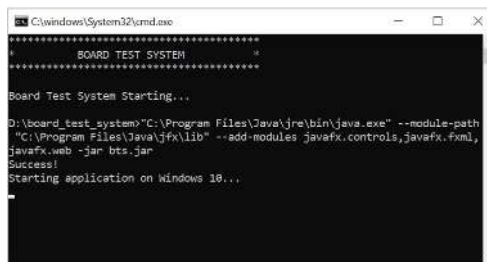 C:\windows\System32\cmd.exe
****************************************
* BOARD TEST SYSTEM *
****************************************
Board Test System Starting...
D:\board_test_system>"C:\Program Files\Java\jre\bin\java.exe" --module-path
"C:\Program Files\Java\jfx\lib" --add-modules javafx.controls,javafx.fxml,
javafx.web -jar bts.jar
Success!
Starting application on Windows 10...